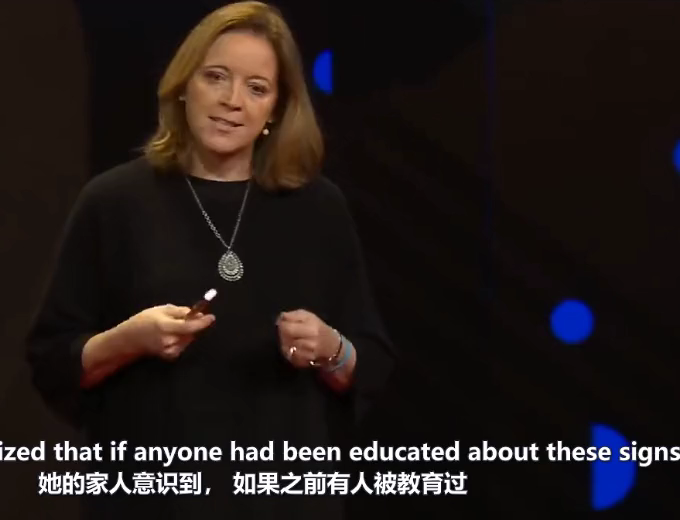 ized that if anyone had been educated about these signs
她的家人意识到， 如果之前有人被教育过